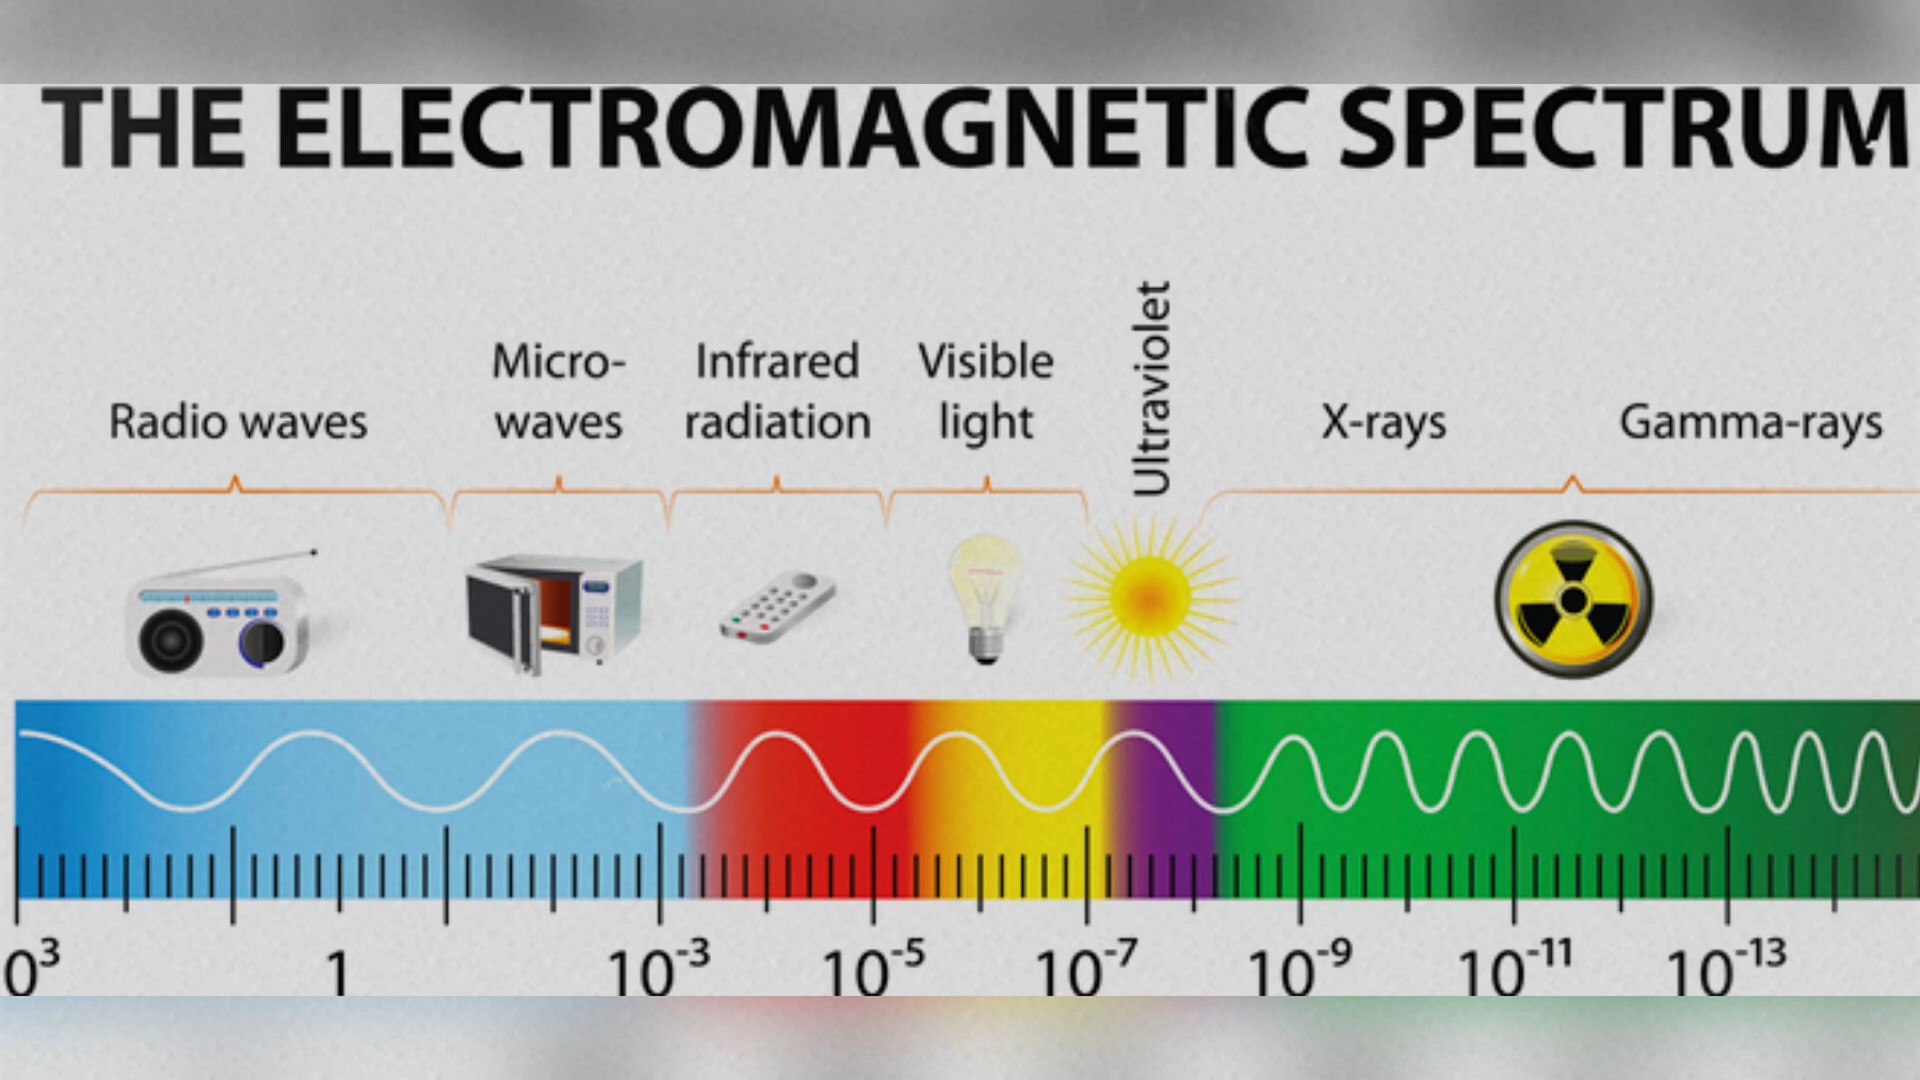 THE ELECTROMAGNETIC SPECTRUM
Radio waves
Micro-
waves
Infrared
radiation
Visible
light
Ultraviolet
X-rays
Gamma-rays
0³ 1 10⁻³ 10⁻⁵ 10⁻⁷ 10⁻⁹ 10⁻¹¹ 10⁻¹³